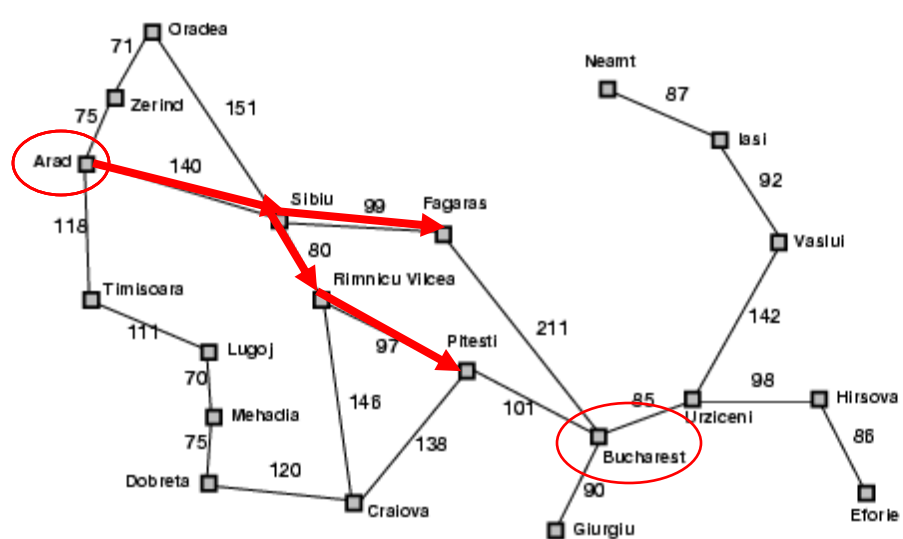 Oradea
71
Neamt
87
Zerind
151
75
Iasi
Arad
140
92
Sibiu
99
Fagaras
118
80
Vaslui
Rimnicu Vilcea
Timisoara
142
111
211
Lugoj
97
Pitesti
70
98
Hirsova
146
101
85
Urziceni
Mehadia
75
138
86
Bucharest
120
Dobreta
90
Craiova
Eforie
Giurgiu